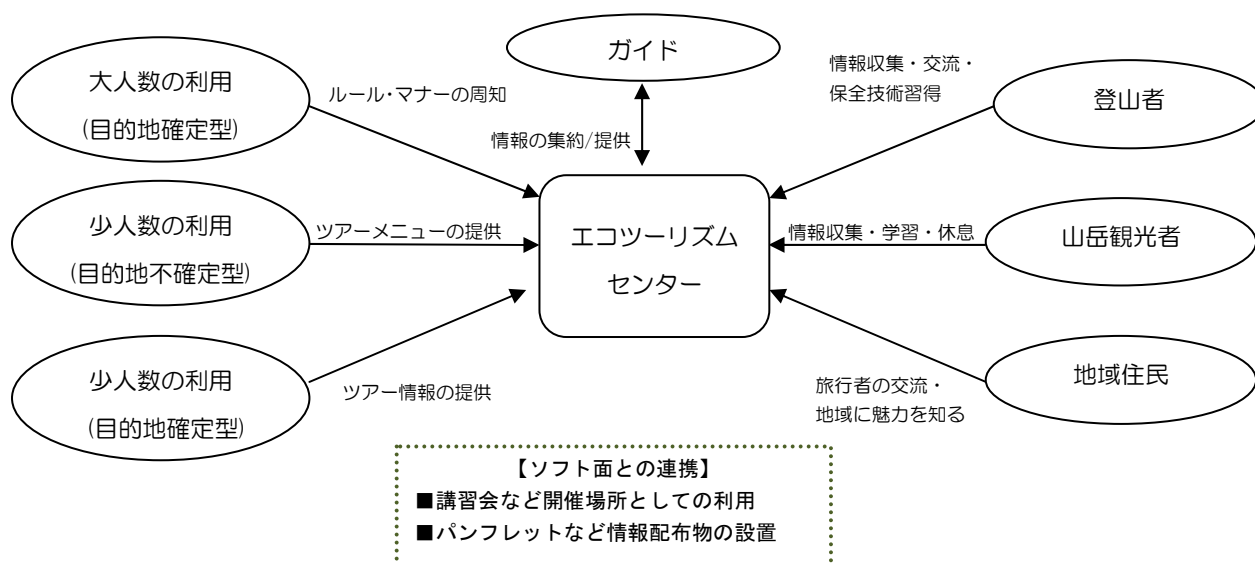 ガイド
大人数の利用
(目的地確定型)
ルール･マナーの周知
情報の集約/提供
情報収集・交流・
保全技術習得
登山者
少人数の利用
(目的地不確定型)
ツアーメニューの提供
エコツーリズム
センター
情報収集・学習・休息
山岳観光者
少人数の利用
(目的地確定型)
ツアー情報の提供
旅行者の交流・
地域に魅力を知る
地域住民
【ソフト面との連携】
■講習会など開催場所としての利用
■パンフレットなど情報配布物の設置